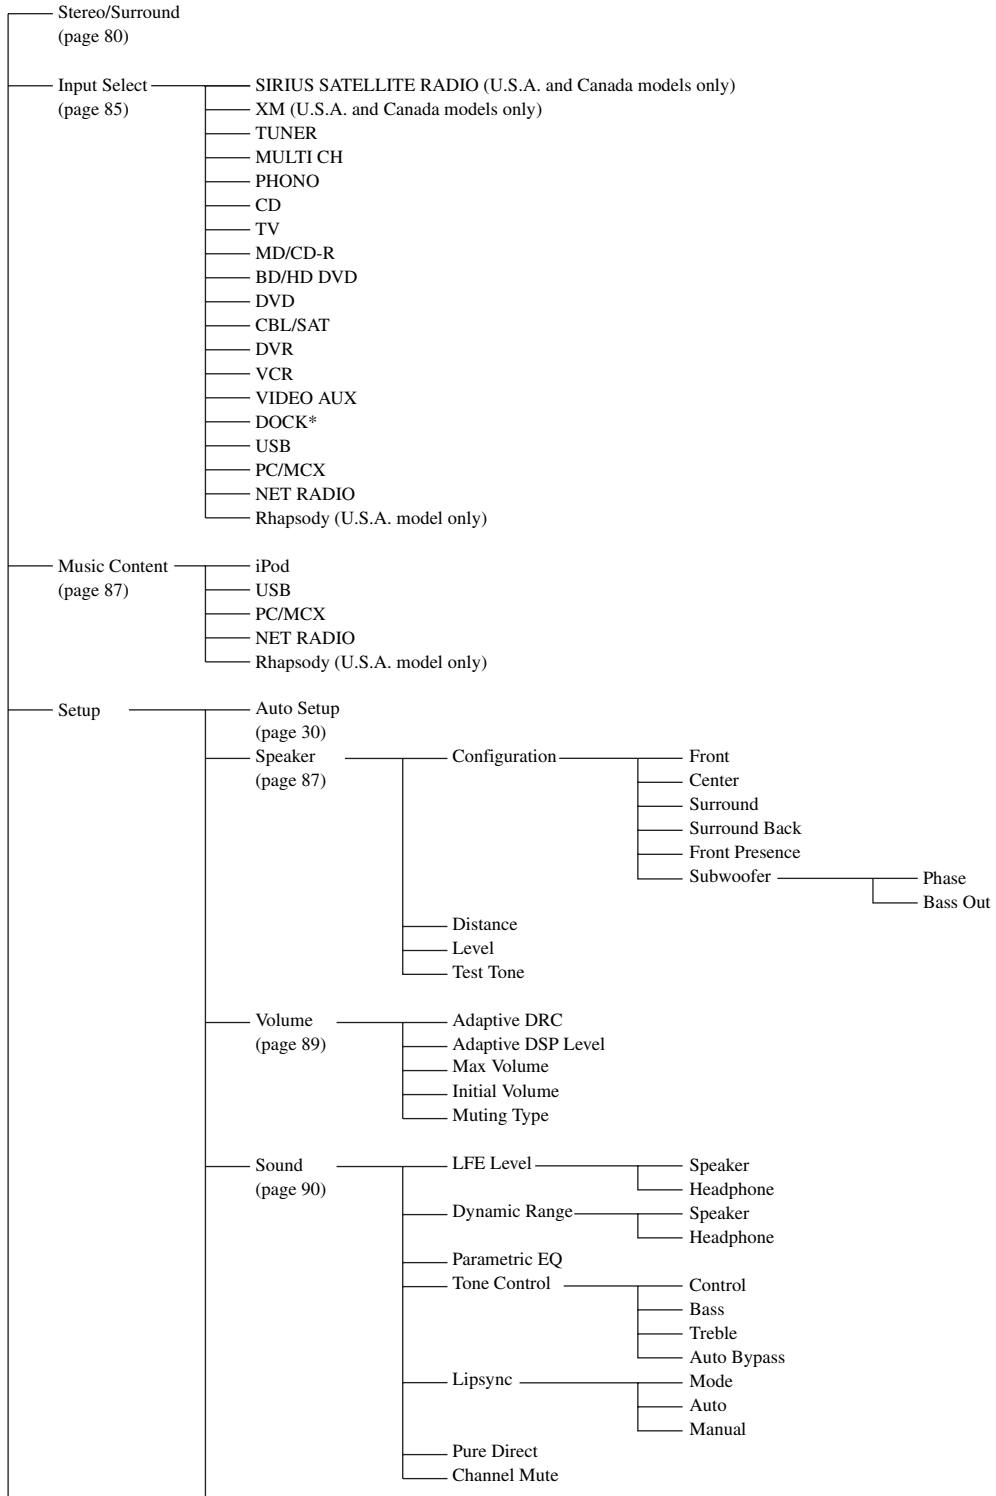 Stereo/Surround
(page 80)
Input Select
(page 85)
SIRIUS SATELLITE RADIO (U.S.A. and Canada models only)
XM (U.S.A. and Canada models only)
TUNER
MULTI CH
PHONO
CD
TV
MD/CD-R
BD/HD DVD
DVD
CBL/SAT
DVR
VCR
VIDEO AUX
DOCK*
USB
PC/MCX
NET RADIO
Rhapsody (U.S.A. model only)
Music Content
(page 87)
iPod
USB
PC/MCX
NET RADIO
Rhapsody (U.S.A. model only)
Setup
Auto Setup
(page 30)
Speaker
(page 87)
Configuration
Front
Center
Surround
Surround Back
Front Presence
Subwoofer
Phase
Bass Out
Distance
Level
Test Tone
Volume
(page 89)
Adaptive DRC
Adaptive DSP Level
Max Volume
Initial Volume
Muting Type
Sound
(page 90)
LFE Level
Speaker
Headphone
Dynamic Range
Speaker
Headphone
Parametric EQ
Tone Control
Control
Bass
Treble
Auto Bypass
Lipsync
Mode
Auto
Manual
Pure Direct
Channel Mute